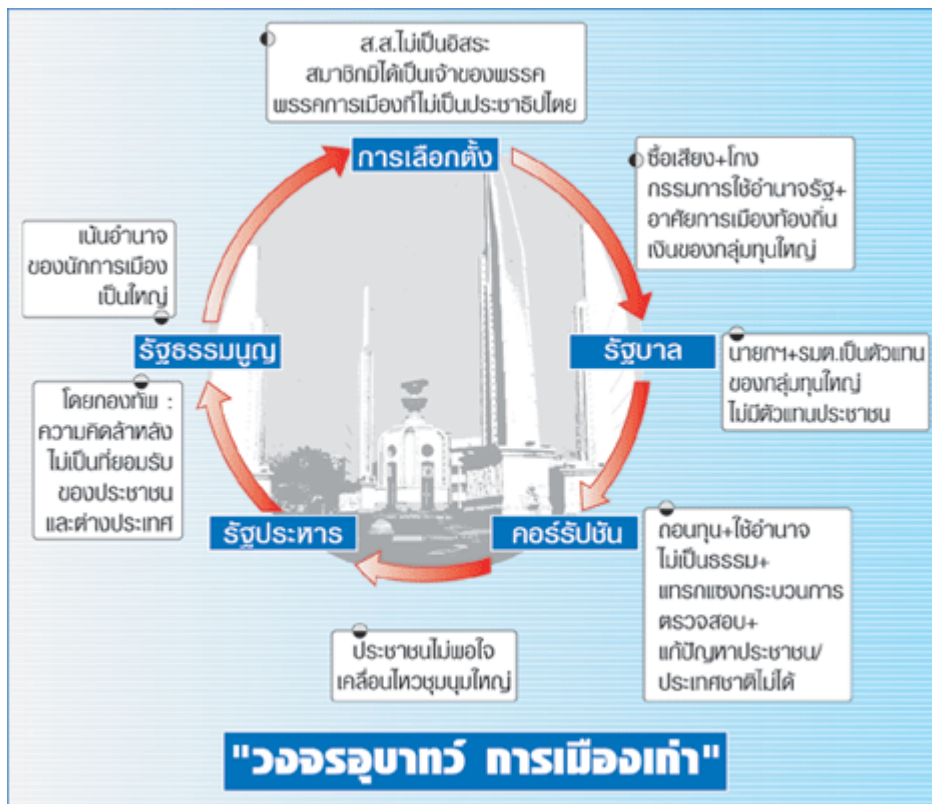 ส.ส.ไม่เป็นอิสระ
สมาชิกมิได้เป็นเจ้าของพรรค
พรรคการเมืองที่ไม่เป็นประชาธิปไตย
การเลือกตั้ง
ซื้อเสียง+โกง
กรรมการใช้อำนาจรัฐ+
อาศัยการเมืองท้องถิ่น
เงินของกลุ่มทุนใหญ่
รัฐบาล
นายกฯ+รมต.เป็นตัวแทน
ของกลุ่มทุนใหญ่
ไม่มีตัวแทนประชาชน
คอร์รัปชัน
ถอนทุน+ใช้อำนาจ
ไม่เป็นธรรม+
แทรกแซงกระบวนการ
ตรวจสอบ+
แก้ปัญหาประชาชน/
ประเทศชาติไม่ได้
ประชาชนไม่พอใจ
เคลื่อนไหวชุมนุมใหญ่
รัฐประหาร
โดยกองทัพ :
ความคิดล้าหลัง
ไม่เป็นที่ยอมรับ
ของประชาชน
และต่างประเทศ
รัฐธรรมนูญ
เน้นอำนาจ
ของนักการเมือง
เป็นใหญ่
"วงจรอุบาทว์ การเมืองเก่า"